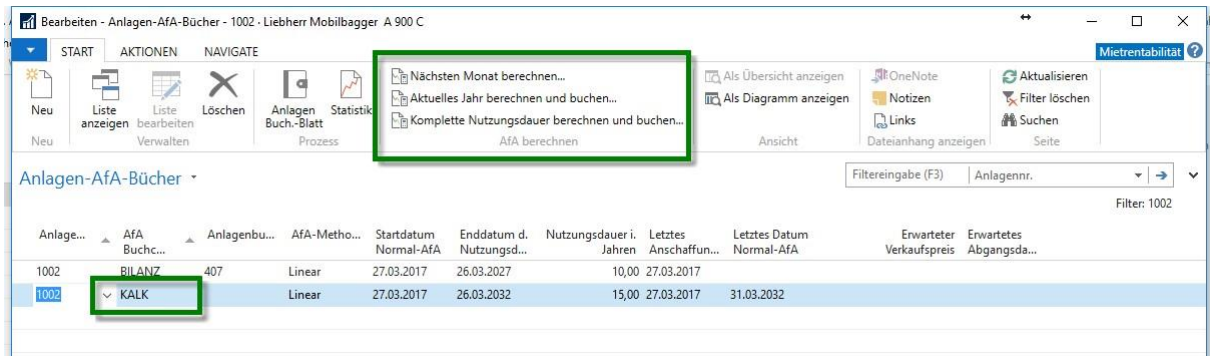 Bearbeiten - Anlagen-AfA-Bücher - 1002 · Liebherr Mobilbagger A 900 C
START AKTIONEN NAVIGATE Mietrentabilität
Neu
Liste anzeigen
Liste bearbeiten
Löschen
Anlagen Buch.-Blatt
Statistik
Nächsten Monat berechnen...
Aktuelles Jahr berechnen und buchen...
Komplette Nutzungsdauer berechnen und buchen...
Als Übersicht anzeigen
Als Diagramm anzeigen
OneNote
Notizen
Links
Aktualisieren
Filter löschen
Suchen
Neu Verwalten Prozess AfA berechnen Ansicht Dateianhang anzeigen Seite
Anlagen-AfA-Bücher
Filtereingabe (F3) Anlagennr.
Filter: 1002
Anlage... AfA Buchc... Anlagenbu... AfA-Metho... Startdatum Normal-AfA Enddatum d. Nutzungsd... Nutzungsdauer i. Jahren Letztes Anschaffun... Letztes Datum Normal-AfA Erwarteter Verkaufspreis Erwartetes Abgangsda...
1002 BILANZ 407 Linear 27.03.2017 26.03.2027 10,00 27.03.2017
1002 KALK Linear 27.03.2017 26.03.2032 15,00 27.03.2017 31.03.2032